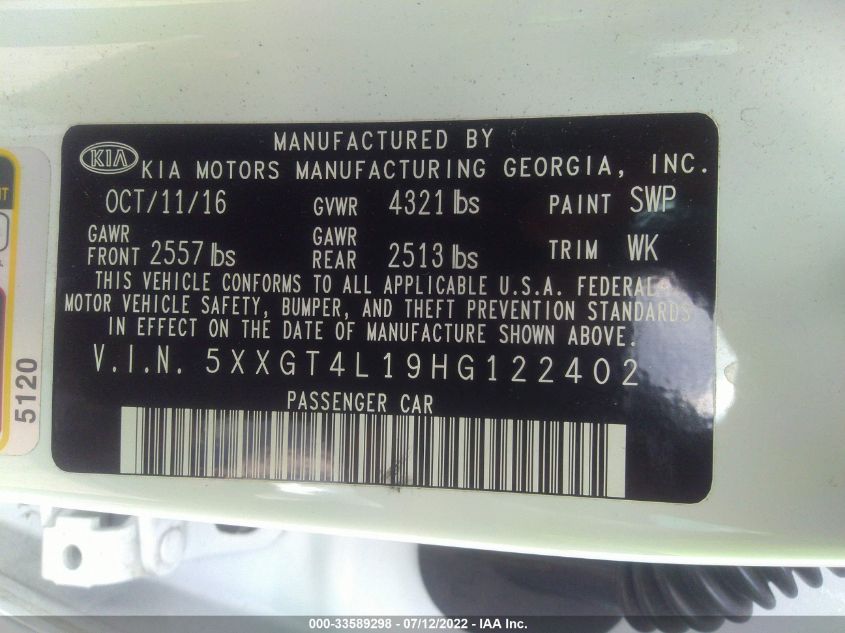 MANUFACTURED BY
KIA KIA MOTORS MANUFACTURING GEORGIA, INC.
OCT/11/16 GVWR 4321 lbs PAINT SWP
GAWR FRONT 2557 lbs GAWR REAR 2513 lbs TRIM WK
THIS VEHICLE CONFORMS TO ALL APPLICABLE U.S.A. FEDERAL
MOTOR VEHICLE SAFETY, BUMPER, AND THEFT PREVENTION STANDARDS
IN EFFECT ON THE DATE OF MANUFACTURE SHOWN ABOVE.
V.I.N. 5XXGT4L19HG122402
PASSENGER CAR
5120
000-33589298 - 07/12/2022 - IAA Inc.